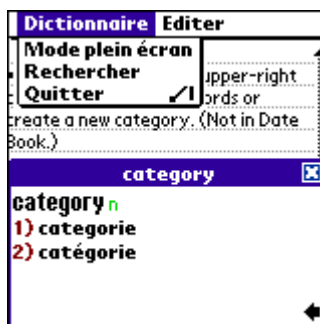 Dictionnaire Editer
Mode plein écran
Rechercher
Quitter /I
upper-right
ords or
create a new category. (Not in Date
Book.)
category
category n
1) categorie
2) catégorie